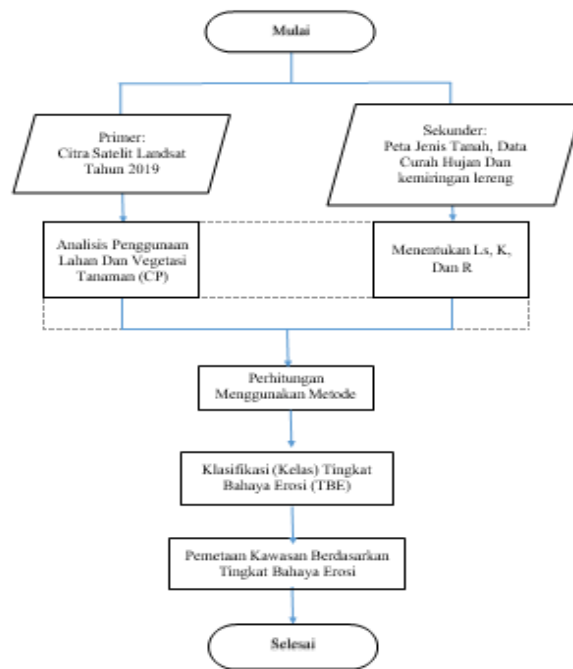 Mulai
Primer:
Citra Satelit Landsat
Tahun 2019
Sekunder:
Peta Jenis Tanah, Data
Curah Hujan Dan
kemiringan lereng
Analisis Penggunaan
Lahan Dan Vegetasi
Tanaman (CP)
Menentukan Ls, K,
Dan R
Perhitungan
Menggunakan Metode
Klasifikasi (Kelas) Tingkat
Bahaya Erosi (TBE)
Pemetaan Kawasan Berdasarkan
Tingkat Bahaya Erosi
Selesai